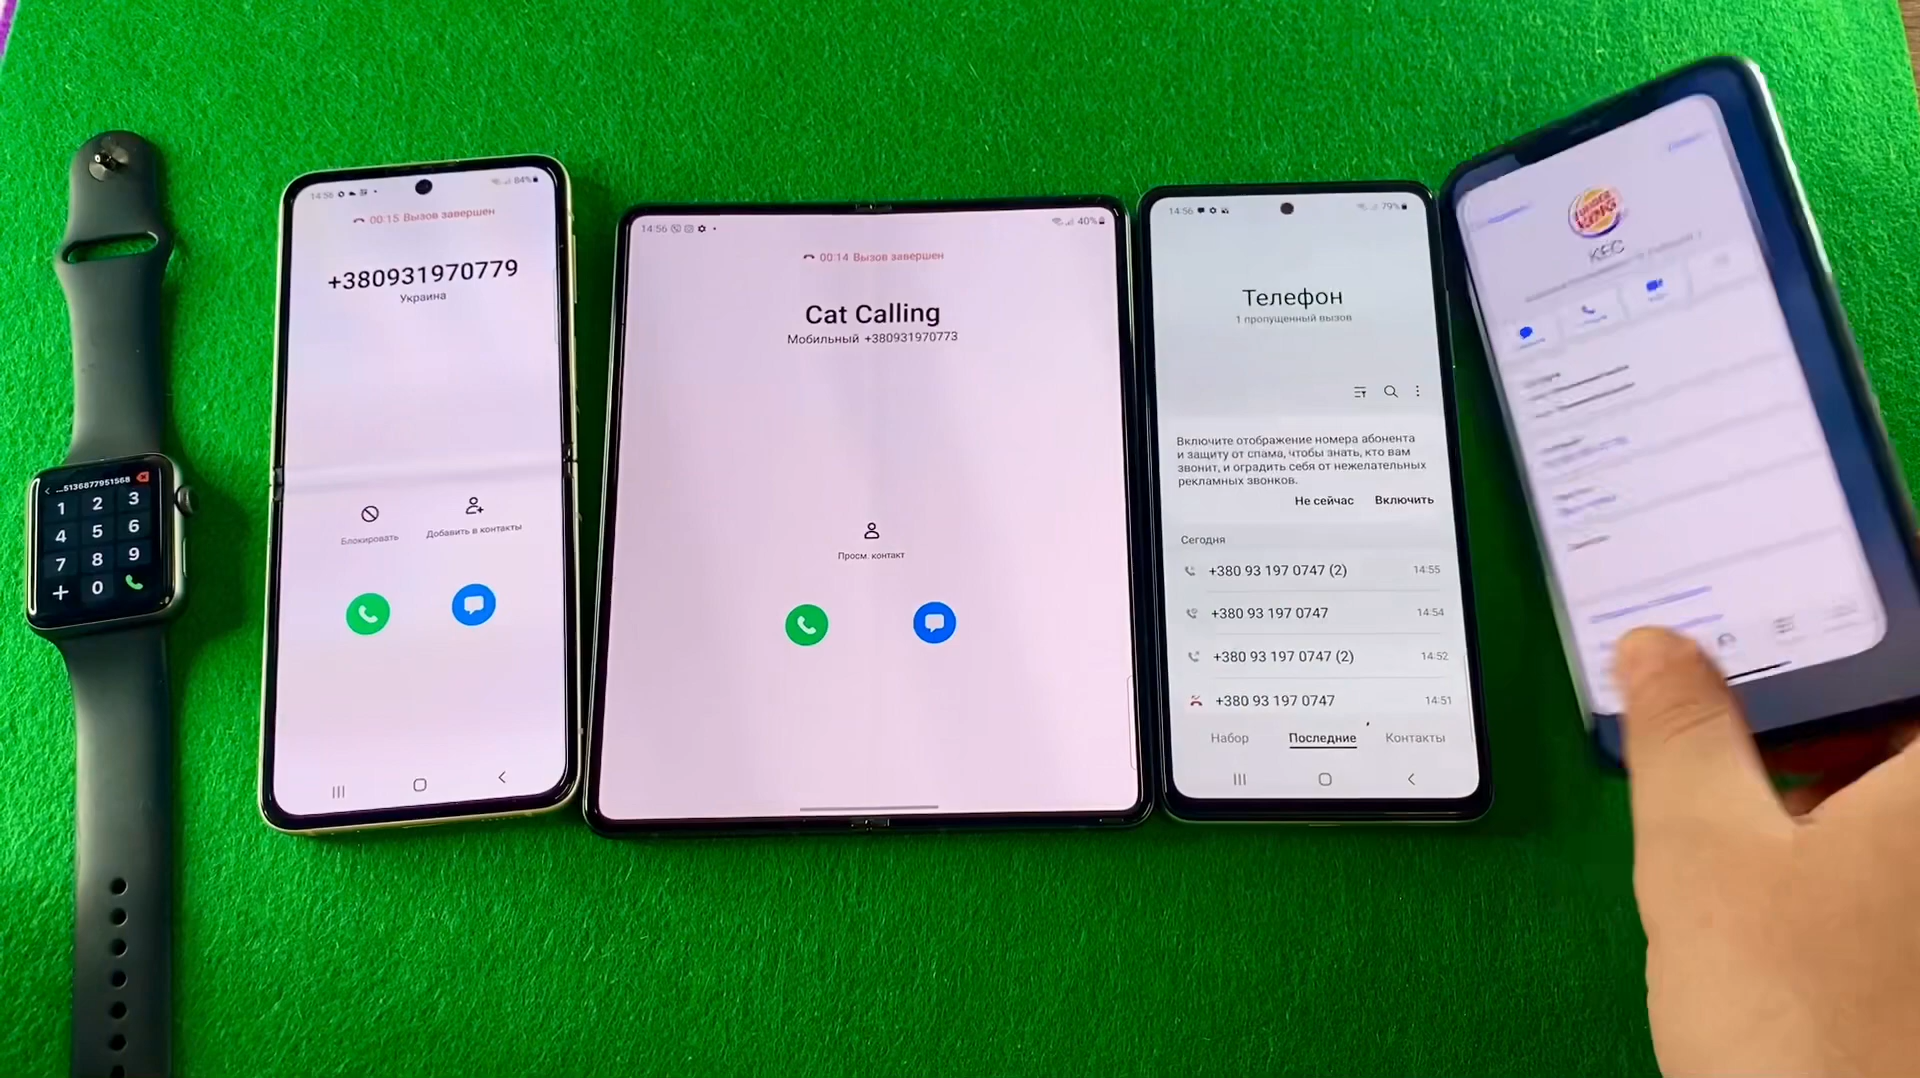 ...5136877951568
1 2 3
4 5 6
7 8 9
+ 0
14:56
84%
00:15 Вызов завершен
+380931970779
Украина
Блокировать
Добавить в контакты
14:56
40%
00:14 Вызов завершен
Cat Calling
Мобильный +380931970773
Просм. контакт
14:56
79%
Телефон
1 пропущенный вызов
Включите отображение номера абонента
и защиту от спама, чтобы знать, кто вам
звонит, и оградить себя от нежелательных
рекламных звонков.
Не сейчас Включить
Сегодня
+380 93 197 0747 (2) 14:55
+380 93 197 0747 14:54
+380 93 197 0747 (2) 14:52
+380 93 197 0747 14:51
Набор Последние Контакты
KFC